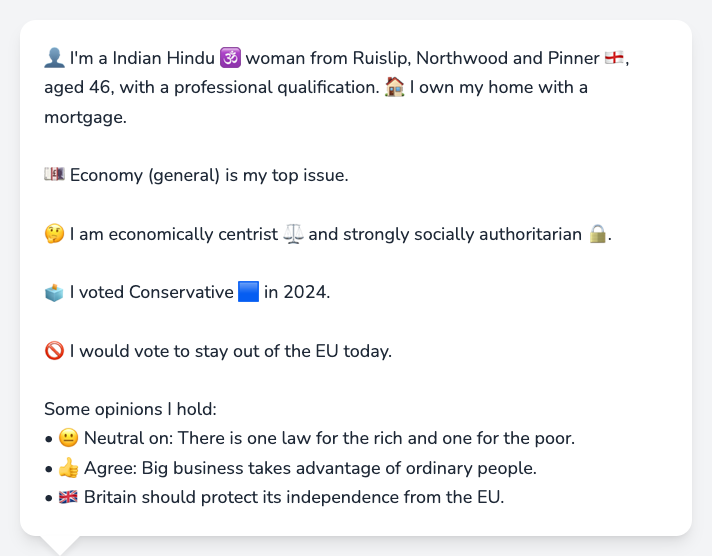 👤 I'm a Indian Hindu 🕉️ woman from Ruislip, Northwood and Pinner 🏴󠁧󠁢󠁥󠁮󠁧󠁿,
aged 46, with a professional qualification. 🏠 I own my home with a
mortgage.
💷 Economy (general) is my top issue.
🤔 I am economically centrist ⚖️ and strongly socially authoritarian 🔒.
🗳️ I voted Conservative 🟦 in 2024.
🚫 I would vote to stay out of the EU today.
Some opinions I hold:
• 😐 Neutral on: There is one law for the rich and one for the poor.
• 👍 Agree: Big business takes advantage of ordinary people.
• 🇬🇧 Britain should protect its independence from the EU.